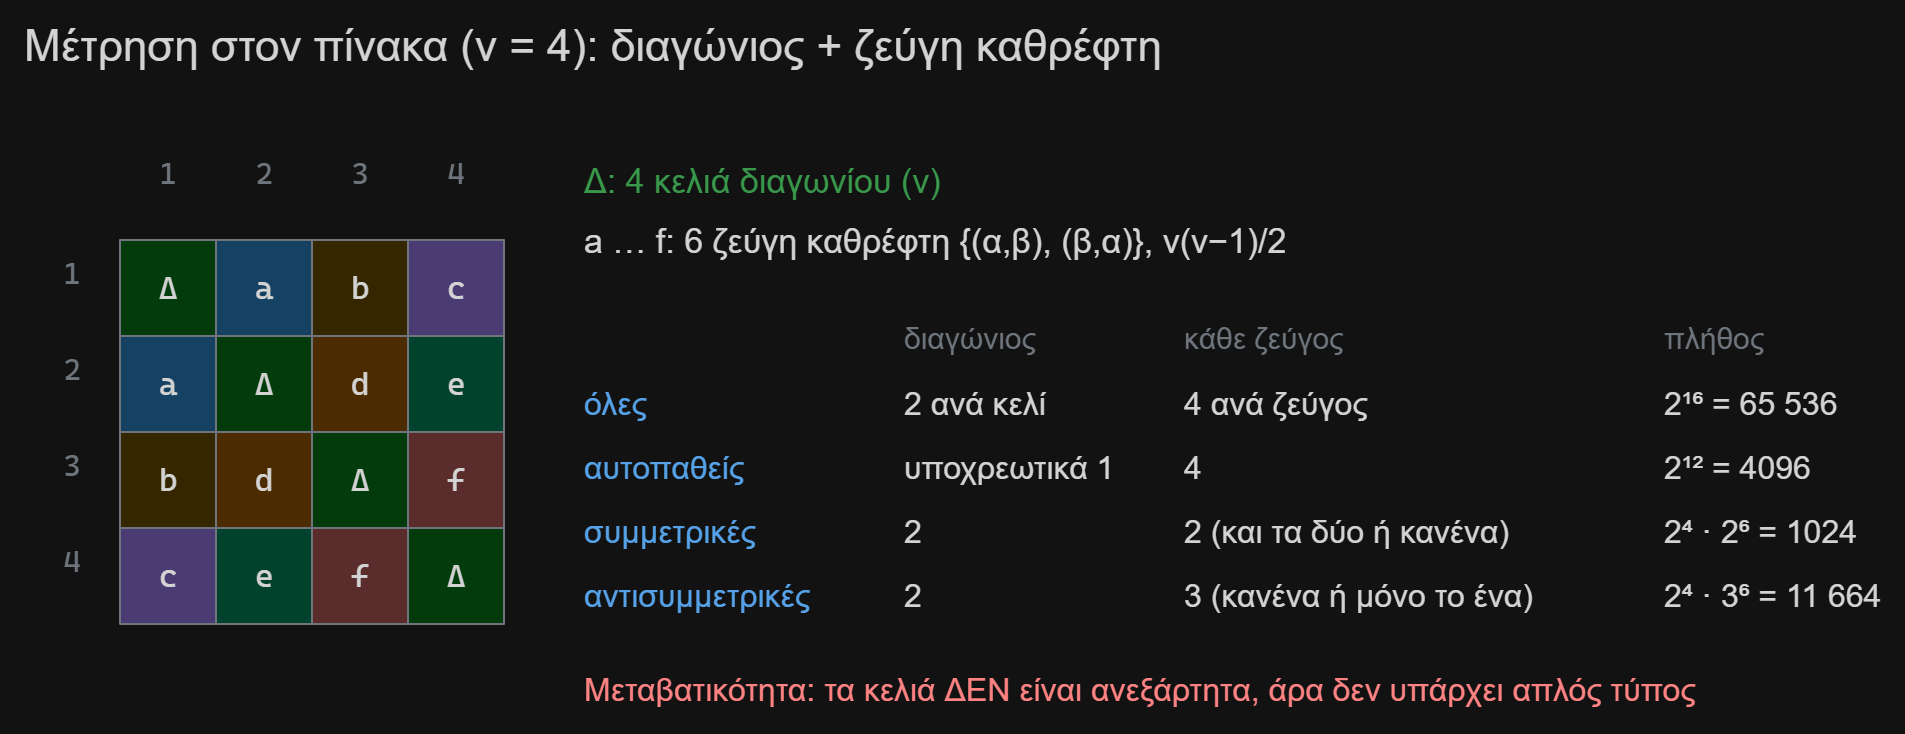 Μέτρηση στον πίνακα (ν = 4): διαγώνιος + ζεύγη καθρέφτη
1 2 3 4
1 Δ a b c
2 a Δ d e
3 b d Δ f
4 c e f Δ
Δ: 4 κελιά διαγωνίου (ν)
a … f: 6 ζεύγη καθρέφτη {(α,β), (β,α)}, ν(ν−1)/2
διαγώνιος κάθε ζεύγος πλήθος
όλες 2 ανά κελί 4 ανά ζεύγος 2¹⁶ = 65 536
αυτοπαθείς υποχρεωτικά 1 4 2¹² = 4096
συμμετρικές 2 2 (και τα δύο ή κανένα) 2⁴ · 2⁶ = 1024
αντισυμμετρικές 2 3 (κανένα ή μόνο το ένα) 2⁴ · 3⁶ = 11 664
Μεταβατικότητα: τα κελιά ΔΕΝ είναι ανεξάρτητα, άρα δεν υπάρχει απλός τύπος